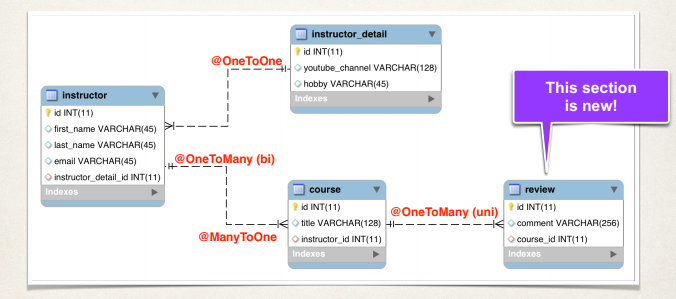 instructor_detail
id INT(11)
youtube_channel VARCHAR(128)
hobby VARCHAR(45)
Indexes
@OneToOne
This section
is new!
instructor
id INT(11)
first_name VARCHAR(45)
last_name VARCHAR(45)
email VARCHAR(45)
instructor_detail_id INT(11)
Indexes
@OneToMany (bi)
@ManyToOne
course
id INT(11)
title VARCHAR(128)
instructor_id INT(11)
Indexes
@OneToMany (uni)
review
id INT(11)
comment VARCHAR(256)
course_id INT(11)
Indexes